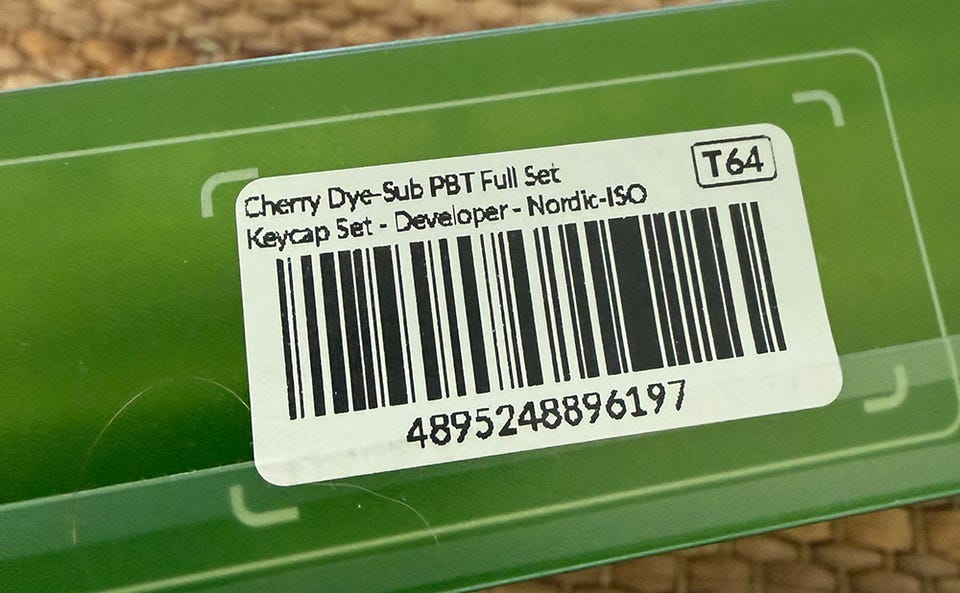 Cherry Dye-Sub PBT Full Set
T64
Keycap Set - Developer - Nordic-ISO
4895248896197